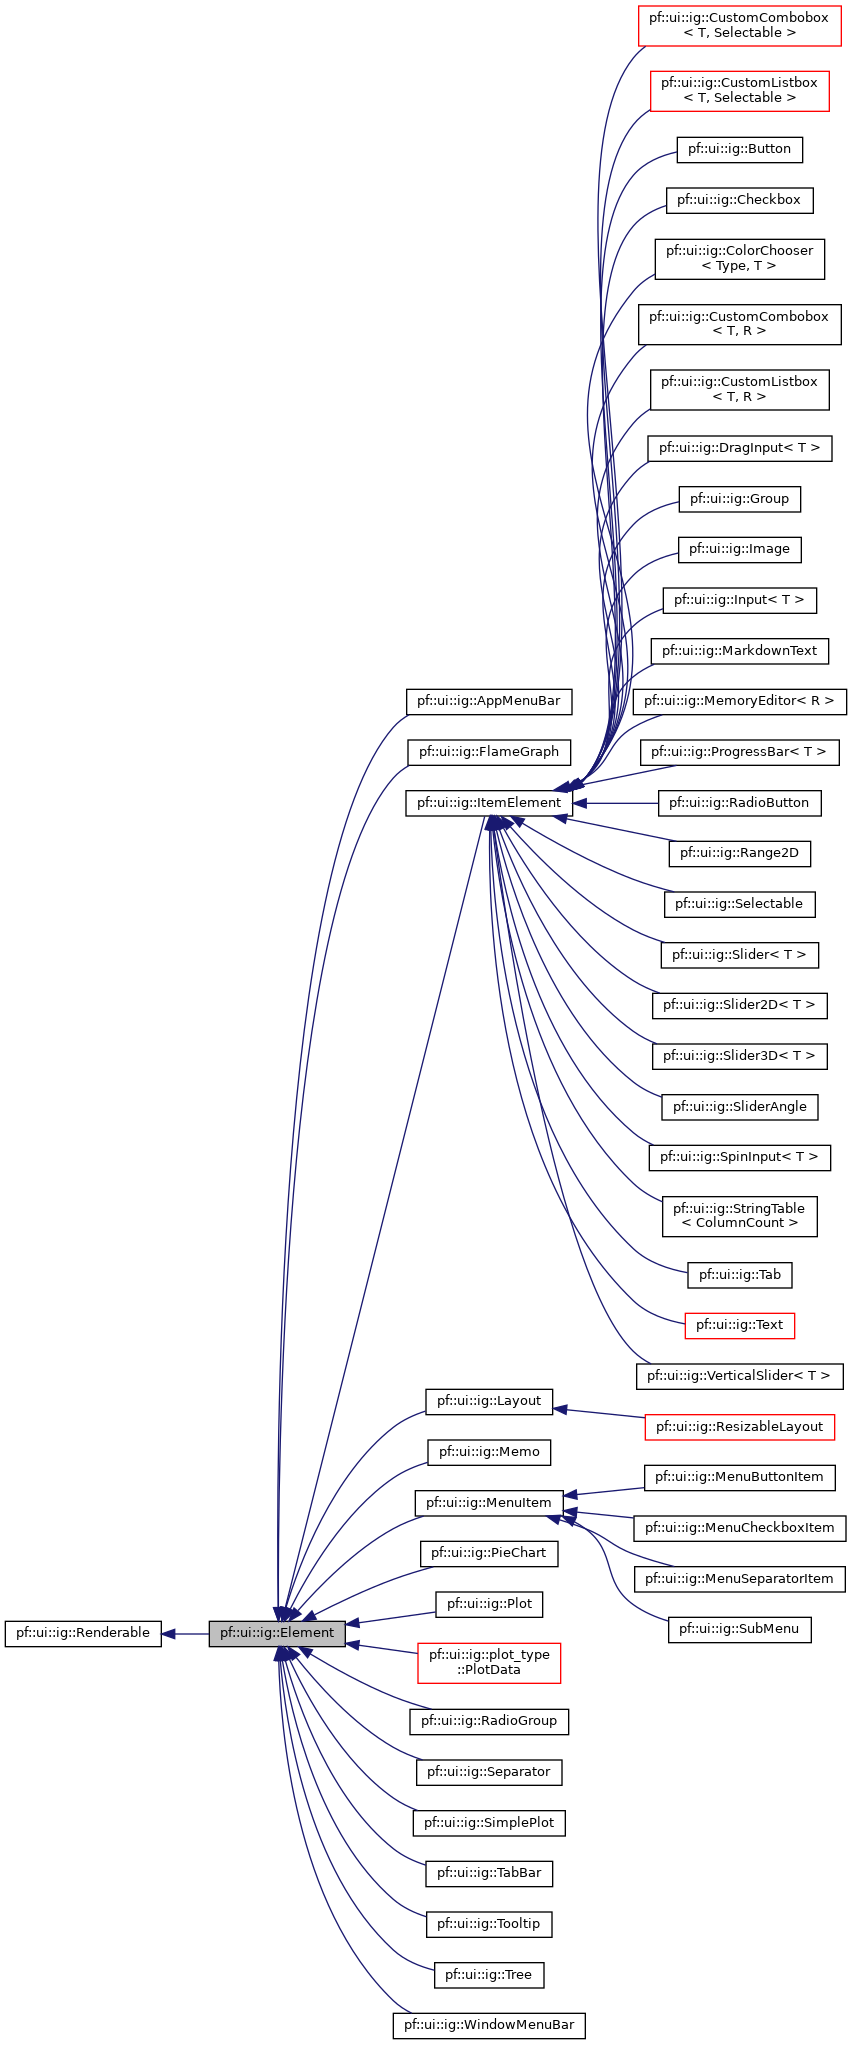 pf::ui::ig::CustomCombobox
< T, Selectable >
pf::ui::ig::CustomListbox
< T, Selectable >
pf::ui::ig::Button
pf::ui::ig::Checkbox
pf::ui::ig::ColorChooser
< Type, T >
pf::ui::ig::CustomCombobox
< T, R >
pf::ui::ig::CustomListbox
< T, R >
pf::ui::ig::DragInput< T >
pf::ui::ig::Group
pf::ui::ig::Image
pf::ui::ig::Input< T >
pf::ui::ig::MarkdownText
pf::ui::ig::AppMenuBar
pf::ui::ig::MemoryEditor< R >
pf::ui::ig::FlameGraph
pf::ui::ig::ProgressBar< T >
pf::ui::ig::ItemElement
pf::ui::ig::RadioButton
pf::ui::ig::Range2D
pf::ui::ig::Selectable
pf::ui::ig::Slider< T >
pf::ui::ig::Slider2D< T >
pf::ui::ig::Slider3D< T >
pf::ui::ig::SliderAngle
pf::ui::ig::SpinInput< T >
pf::ui::ig::StringTable
< ColumnCount >
pf::ui::ig::Tab
pf::ui::ig::Text
pf::ui::ig::VerticalSlider< T >
pf::ui::ig::Layout
pf::ui::ig::ResizableLayout
pf::ui::ig::Memo
pf::ui::ig::MenuButtonItem
pf::ui::ig::MenuItem
pf::ui::ig::MenuCheckboxItem
pf::ui::ig::PieChart
pf::ui::ig::MenuSeparatorItem
pf::ui::ig::Plot
pf::ui::ig::SubMenu
pf::ui::ig::Renderable
pf::ui::ig::Element
pf::ui::ig::plot_type
::PlotData
pf::ui::ig::RadioGroup
pf::ui::ig::Separator
pf::ui::ig::SimplePlot
pf::ui::ig::TabBar
pf::ui::ig::Tooltip
pf::ui::ig::Tree
pf::ui::ig::WindowMenuBar